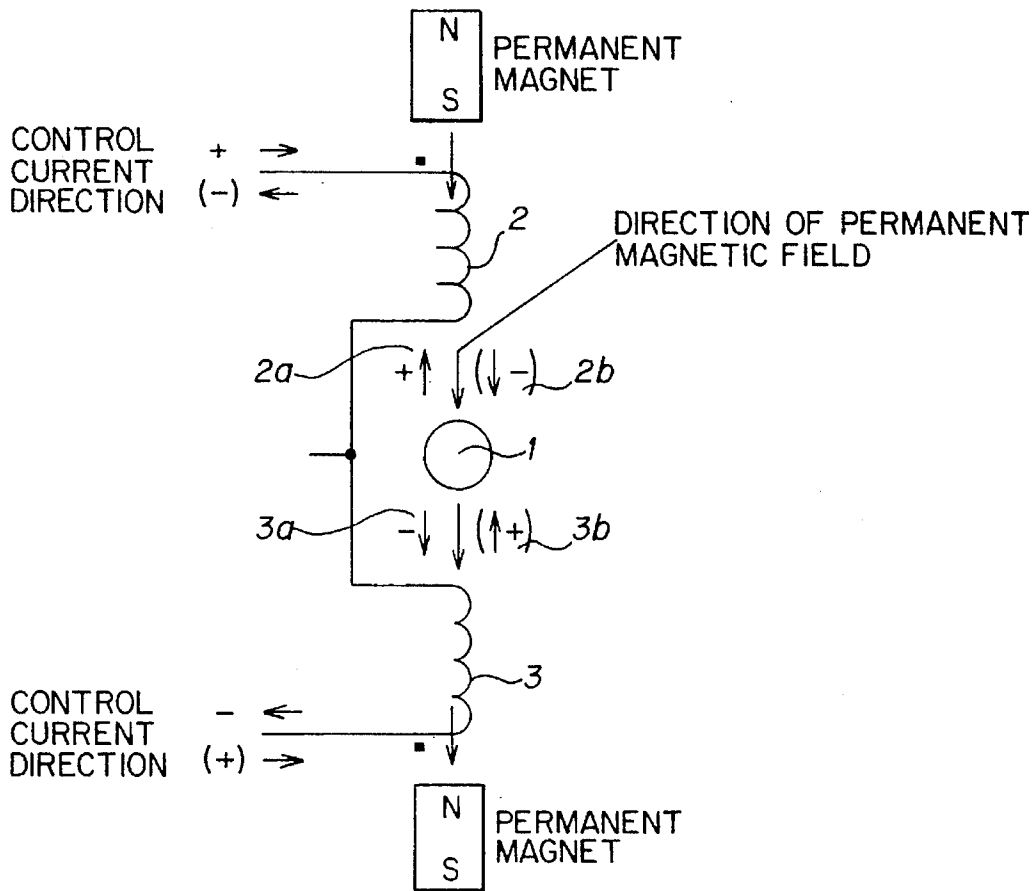 N
S
PERMANENT
MAGNET
CONTROL
CURRENT
DIRECTION
+
(-)
2
DIRECTION OF PERMANENT
MAGNETIC FIELD
2a
+
(-)
2b
1
3a
-
(+)
3b
3
CONTROL
CURRENT
DIRECTION
-
(+)
N
S
PERMANENT
MAGNET